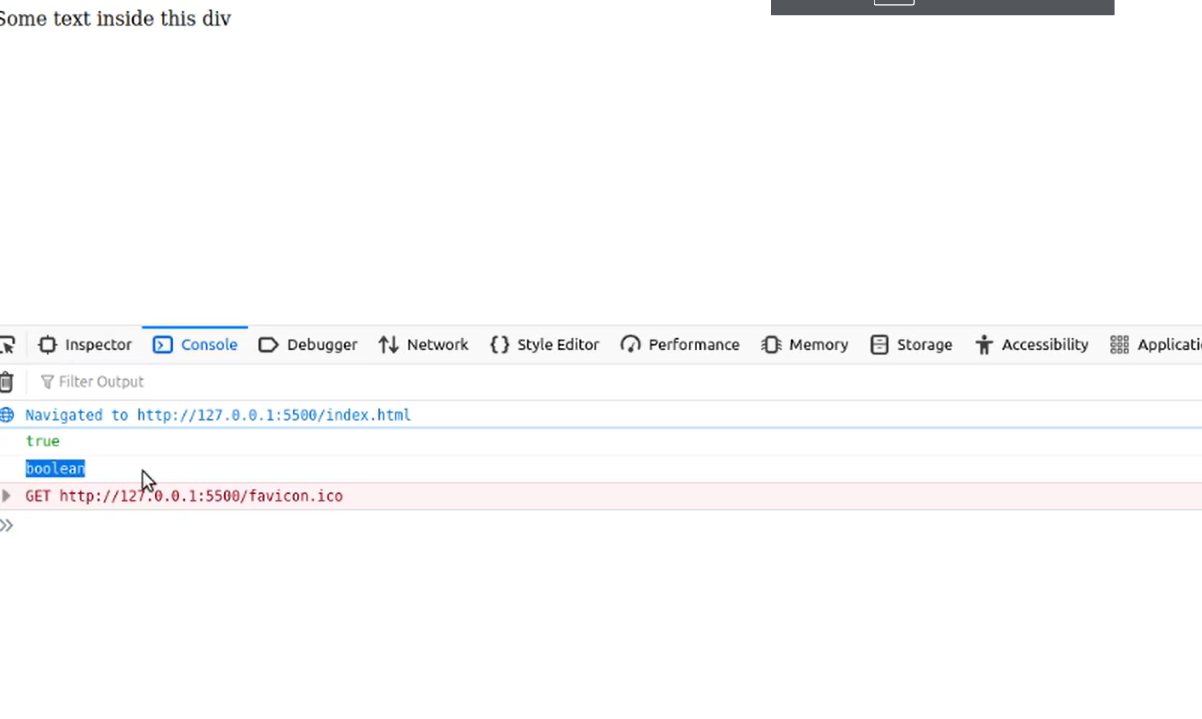 Some text inside this div
Inspector Console Debugger Network Style Editor Performance Memory Storage Accessibility Applicati
Filter Output
Navigated to http://127.0.0.1:5500/index.html
true
boolean
GET http://127.0.0.1:5500/favicon.ico